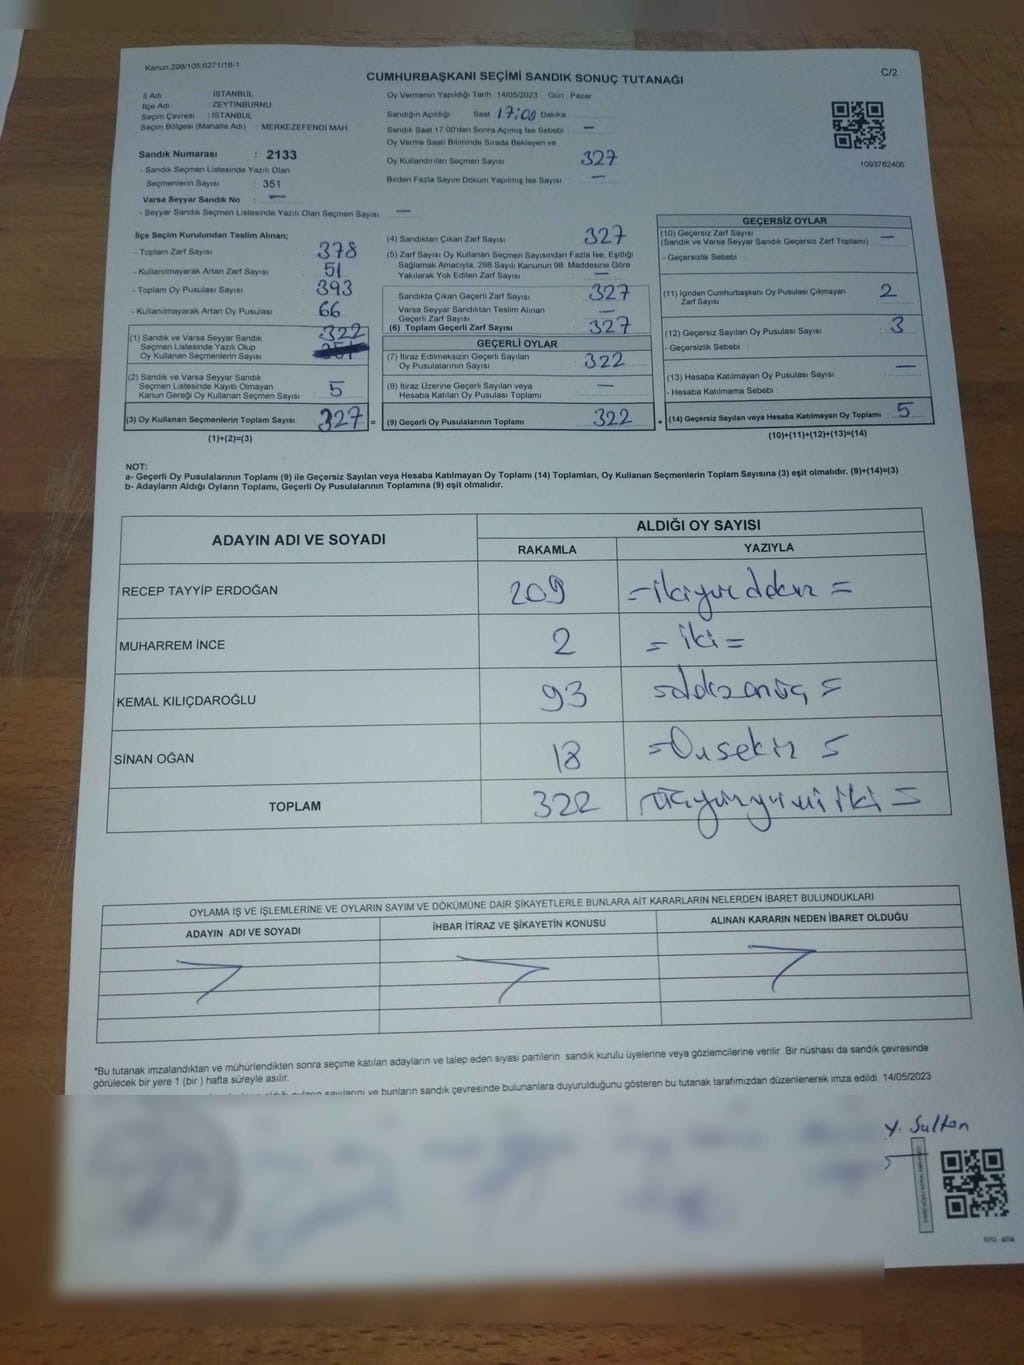 Kanun:298/105;6271/18-1
CUMHURBAŞKANI SEÇİMİ SANDIK SONUÇ TUTANAĞI
C/2
İl Adı : İSTANBUL
İlçe Adı : ZEYTİNBURNU
Seçim Çevresi : İSTANBUL
Seçim Bölgesi (Mahalle Adı) : MERKEZEFENDİ MAH.
Oy Vermenin Yapıldığı Tarih : 14/05/2023 Gün : Pazar
Sandığın Açıldığı Saat : 17:00 Dakika :
Sandık Saat 17:00'den Sonra Açımış İse Sebebi : —
Oy Verme Saati Bitiminde Sırada Bekleyen ve
Oy Kullandırılan Seçmen Sayısı : 327
Birden Fazla Sayım Döküm Yapılmış İse Sayısı : —
1093782405
Sandık Numarası : 2133
- Sandık Seçmen Listesinde Yazılı Olan
Seçmenlerin Sayısı : 351
Varsa Seyyar Sandık No : —
- Seyyar Sandık Seçmen Listesinde Yazılı Olan Seçmen Sayısı: —
İlçe Seçim Kurulundan Teslim Alınan;
- Toplam Zarf Sayısı : 378
- Kullanılmayarak Artan Zarf Sayısı : 51
- Toplam Oy Pusulası Sayısı : 393
- Kullanılmayarak Artan Oy Pusulası : 66
(1) Sandık ve Varsa Seyyar Sandık
Seçmen Listesinde Yazılı Olup
Oy Kullanan Seçmenlerin Sayısı : 322
(2) Sandık ve Varsa Seyyar Sandık
Seçmen Listesinde Kayıtlı Olmayan
Kanun Gereği Oy Kullanan Seçmen Sayısı : 5
(3) Oy Kullanan Seçmenlerin Toplam Sayısı : 327 =
(1)+(2)=(3)
(4) Sandıktan Çıkan Zarf Sayısı : 327
(5) Zarf Sayısı Oy Kullanan Seçmen Sayısından Fazla İse, Eşitliği
Sağlamak Amacıyla, 298 Sayılı Kanunun 98. Maddesine Göre
Yakılarak Yok Edilen Zarf Sayısı : —
Sandıkta Çıkan Geçerli Zarf Sayısı : 327
Varsa Seyyar Sandıktan Teslim Alınan
Geçerli Zarf Sayısı : —
(6) Toplam Geçerli Zarf Sayısı : 327
GEÇERLİ OYLAR
(7) İtiraz Edilmeksizin Geçerli Sayılan
Oy Pusulalarının Sayısı : 322
(8) İtiraz Üzerine Geçerli Sayılan veya
Hesaba Katılan Oy Pusulası Toplamı : —
(9) Geçerli Oy Pusulalarının Toplamı : 322 +
GEÇERSİZ OYLAR
(10) Geçersiz Zarf Sayısı
(Sandık ve Varsa Seyyar Sandık Geçersiz Zarf Toplamı) : —
- Geçersizlik Sebebi :
(11) İçinden Cumhurbaşkanı Oy Pusulası Çıkmayan
Zarf Sayısı : 2
(12) Geçersiz Sayılan Oy Pusulası Sayısı : 3
- Geçersizlik Sebebi :
(13) Hesaba Katılmayan Oy Pusulası Sayısı : —
- Hesaba Katılmama Sebebi :
(14) Geçersiz Sayılan veya Hesaba Katılmayan Oy Toplamı : 5
(10)+(11)+(12)+(13)=(14)
NOT:
a- Geçerli Oy Pusulalarının Toplamı (9) ile Geçersiz Sayılan veya Hesaba Katılmayan Oy Toplamı (14) Toplamları, Oy Kullanan Seçmenlerin Toplam Sayısına (3) eşit olmalıdır. (9)+(14)=(3)
b- Adayların Aldığı Oyların Toplamı, Geçerli Oy Pusulalarının Toplamına (9) eşit olmalıdır.
ADAYIN ADI VE SOYADI
ALDIĞI OY SAYISI
RAKAMLA YAZIYLA
RECEP TAYYİP ERDOĞAN 209 =ikiyüzdokuz=
MUHARREM İNCE 2 =iki=
KEMAL KILIÇDAROĞLU 93 =doksanüç=
SİNAN OĞAN 18 =Onsekiz=
TOPLAM 322 üçyüzyirmi iki=
OYLAMA İŞ VE İŞLEMLERİNE VE OYLARIN SAYIM VE DÖKÜMÜNE DAİR ŞİKAYETLERLE BUNLARA AİT KARARLARIN NELERDEN İBARET BULUNDUKLARI
ADAYIN ADI VE SOYADI İHBAR İTİRAZ VE ŞİKAYETİN KONUSU ALINAN KARARIN NEDEN İBARET OLDUĞU
*Bu tutanak imzalandıktan ve mühürlendikten sonra seçime katılan adayların ve talep eden siyasi partilerin sandık kurulu üyelerine veya gözlemcilerine verilir. Bir nüshası da sandık çevresinde
görülecek bir yere 1 (bir ) hafta süreyle asılır.
oyların sayılarını ve bunların sandık çevresinde bulunanlara duyurulduğunu gösteren bu tutanak tarafımızdan düzenlenerek imza edildi. 14/05/2023
Y. Sultan